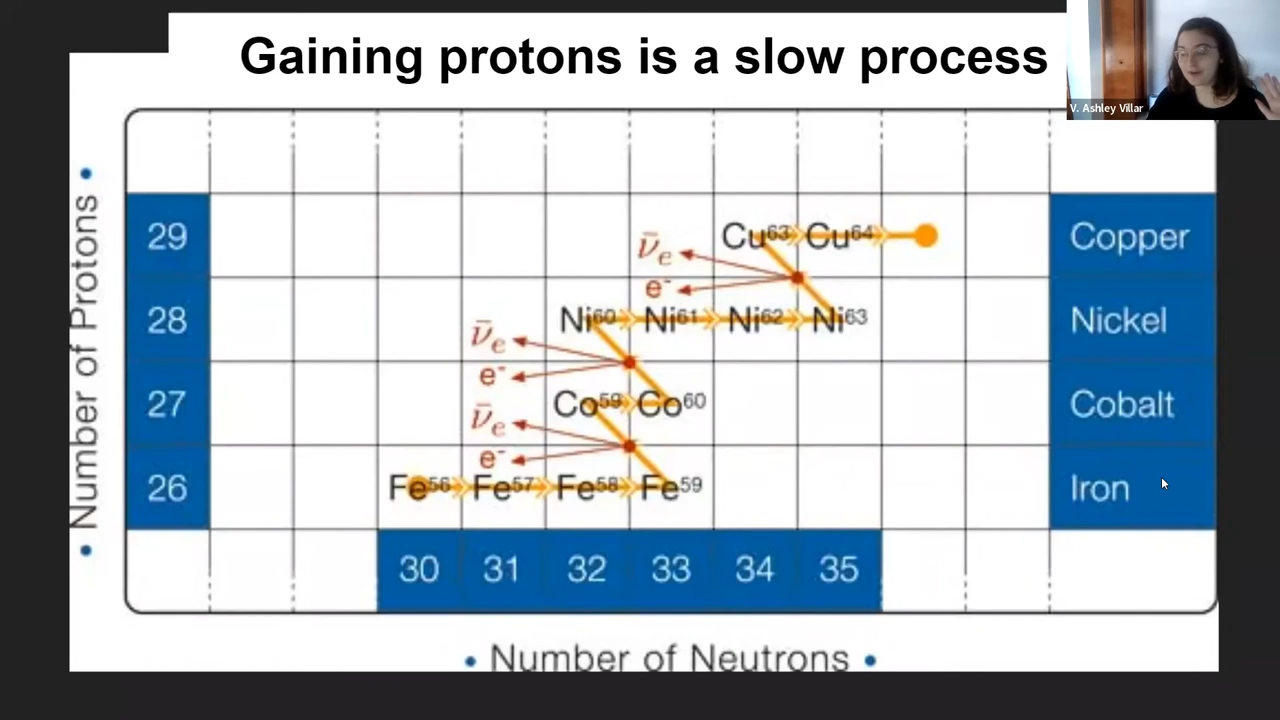 Gaining protons is a slow process
V. Ashley Villar
• Number of Protons •
29 Cu⁶³ Cu⁶⁴ Copper
ν̄ₑ
e⁻
28 Ni⁶⁰ Ni⁶¹ Ni⁶² Ni⁶³ Nickel
ν̄ₑ
e⁻
27 Co⁵⁹ Co⁶⁰ Cobalt
ν̄ₑ
e⁻
26 Fe⁵⁶ Fe⁵⁷ Fe⁵⁸ Fe⁵⁹ Iron
30 31 32 33 34 35
• Number of Neutrons •